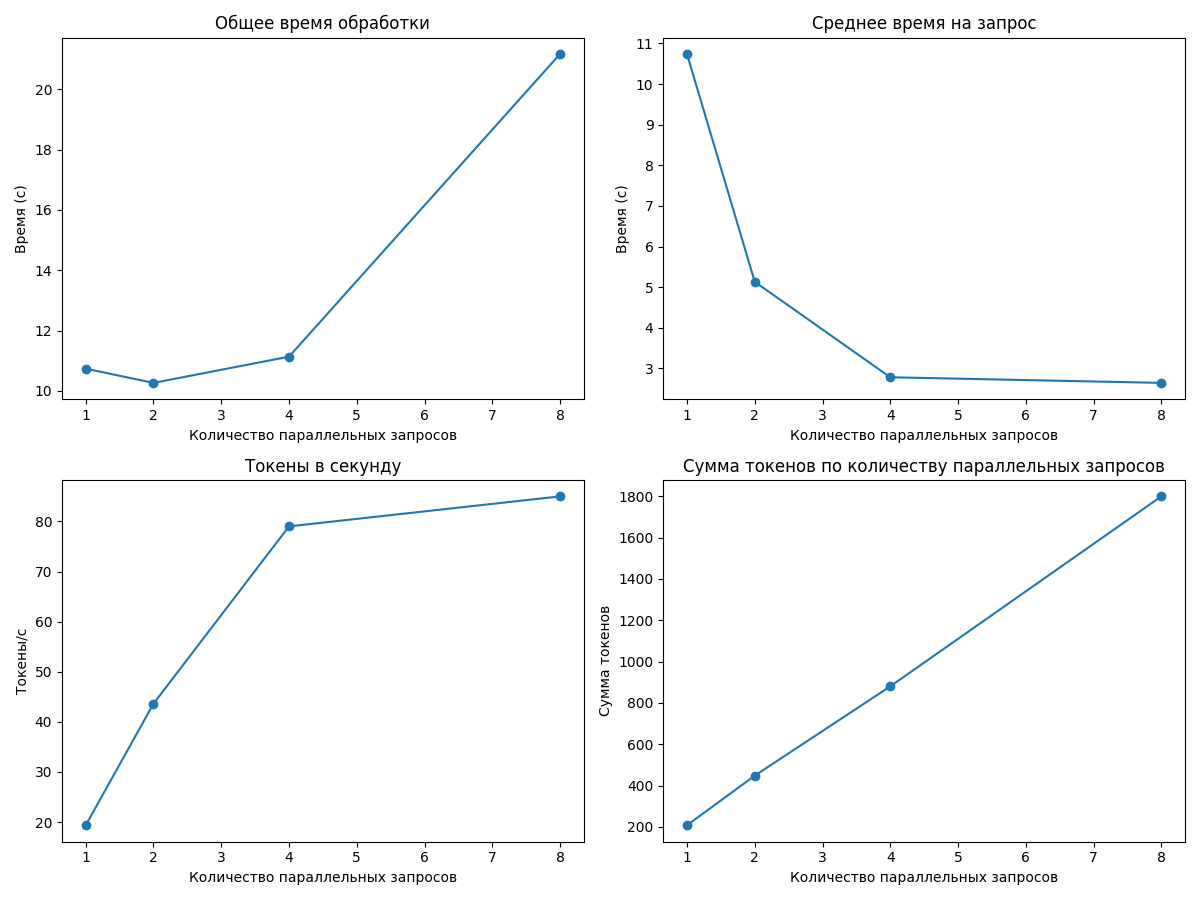 Общее время обработки
Время (с)
20
18
16
14
12
10
1 2 3 4 5 6 7 8
Количество параллельных запросов
Среднее время на запрос
Время (с)
11
10
9
8
7
6
5
4
3
1 2 3 4 5 6 7 8
Количество параллельных запросов
Токены в секунду
Токены/с
80
70
60
50
40
30
20
1 2 3 4 5 6 7 8
Количество параллельных запросов
Сумма токенов по количеству параллельных запросов
Сумма токенов
1800
1600
1400
1200
1000
800
600
400
200
1 2 3 4 5 6 7 8
Количество параллельных запросов